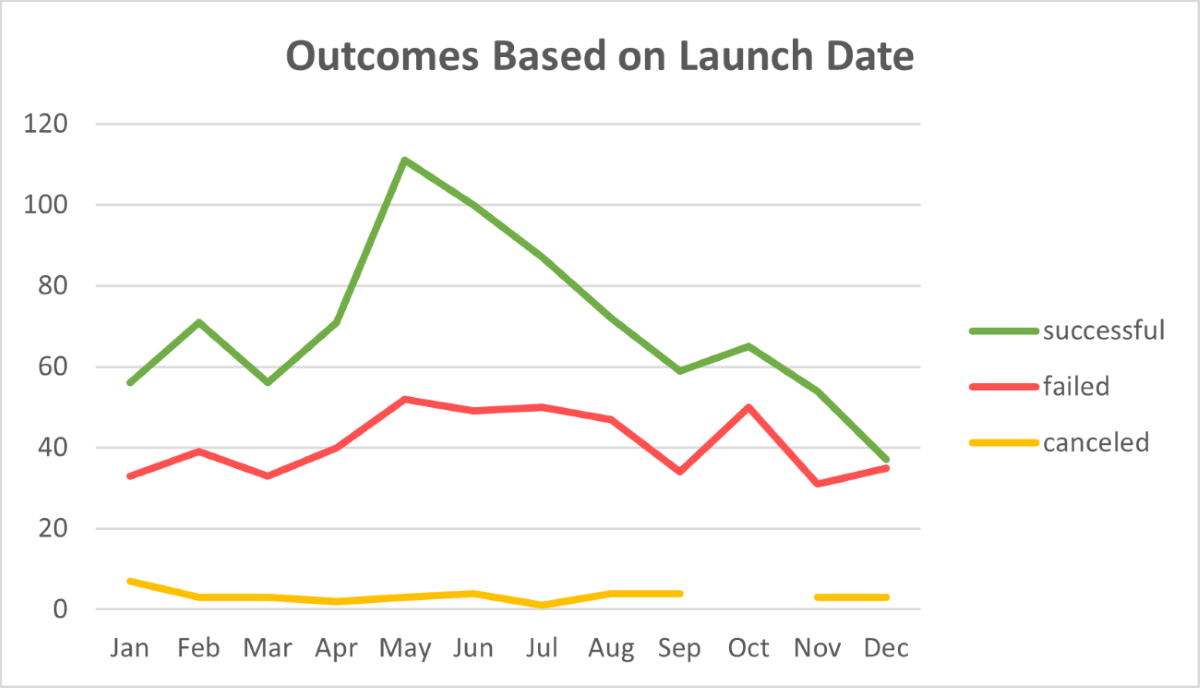 Outcomes Based on Launch Date
120
100
80
60
40
20
0
Jan Feb Mar Apr May Jun Jul Aug Sep Oct Nov Dec
successful
failed
canceled